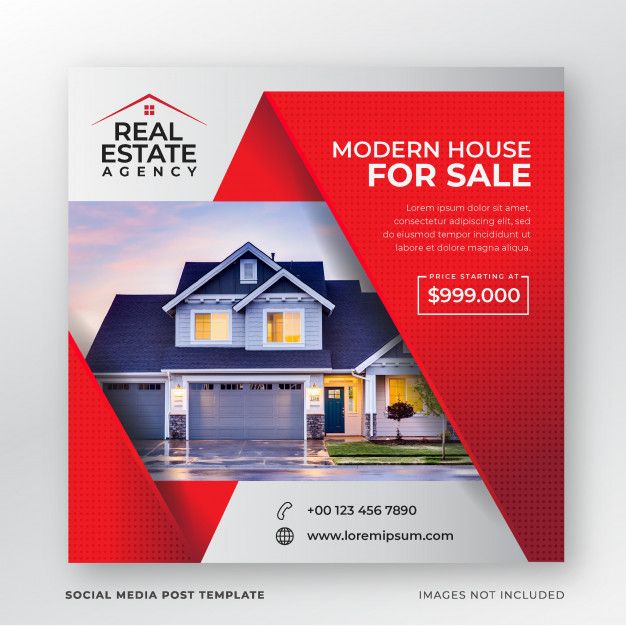 REAL
ESTATE
AGENCY
MODERN HOUSE
FOR SALE
Lorem ipsum dolor sit amet,
consectetur adipiscing elit, sed
do eiusmod tempor incididunt ut
labore et dolore magna aliqua.
PRICE STARTING AT
$999.000
+00 123 456 7890
www.loremipsum.com
SOCIAL MEDIA POST TEMPLATE
IMAGES NOT INCLUDED